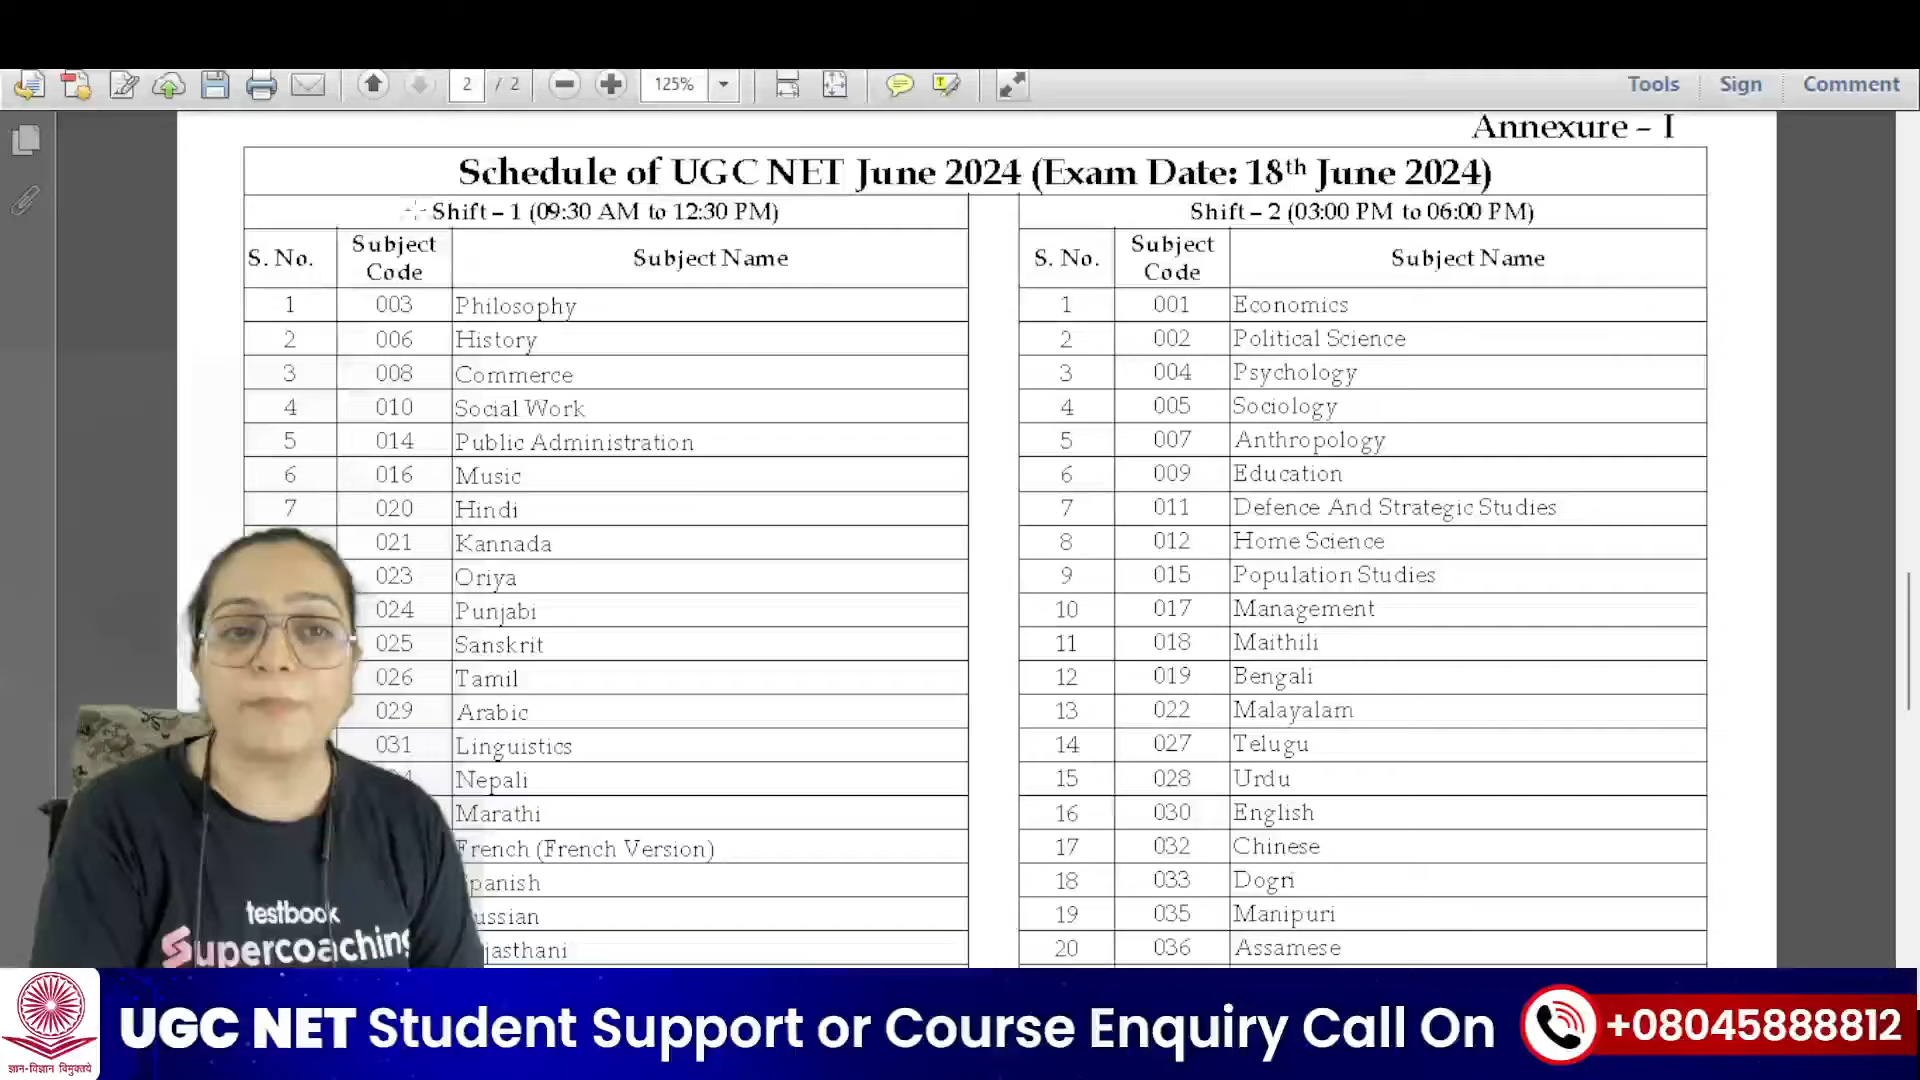 2 / 2
125%
Tools
Sign
Comment
Annexure – I
Schedule of UGC NET June 2024 (Exam Date: 18th June 2024)
Shift – 1 (09:30 AM to 12:30 PM)
S. No. Subject Code Subject Name
1 003 Philosophy
2 006 History
3 008 Commerce
4 010 Social Work
5 014 Public Administration
6 016 Music
7 020 Hindi
021 Kannada
023 Oriya
024 Punjabi
025 Sanskrit
026 Tamil
029 Arabic
031 Linguistics
Nepali
Marathi
French (French Version)
panish
ussian
jasthani
Shift – 2 (03:00 PM to 06:00 PM)
S. No. Subject Code Subject Name
1 001 Economics
2 002 Political Science
3 004 Psychology
4 005 Sociology
5 007 Anthropology
6 009 Education
7 011 Defence And Strategic Studies
8 012 Home Science
9 015 Population Studies
10 017 Management
11 018 Maithili
12 019 Bengali
13 022 Malayalam
14 027 Telugu
15 028 Urdu
16 030 English
17 032 Chinese
18 033 Dogri
19 035 Manipuri
20 036 Assamese
testbook
Supercoaching
ज्ञान-विज्ञान विमुक्तये
UGC NET Student Support or Course Enquiry Call On
+08045888812